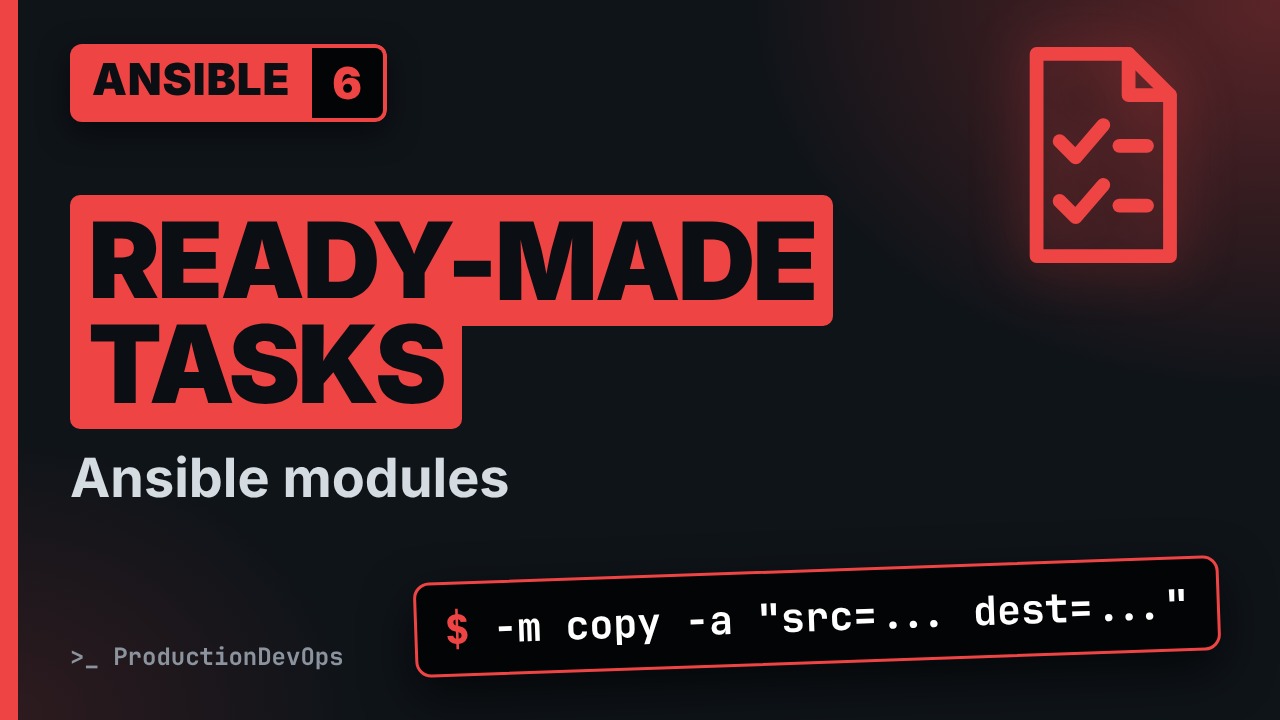 ANSIBLE 6
READY-MADE
TASKS
Ansible modules
$ -m copy -a "src=... dest=..."
>_ ProductionDevOps